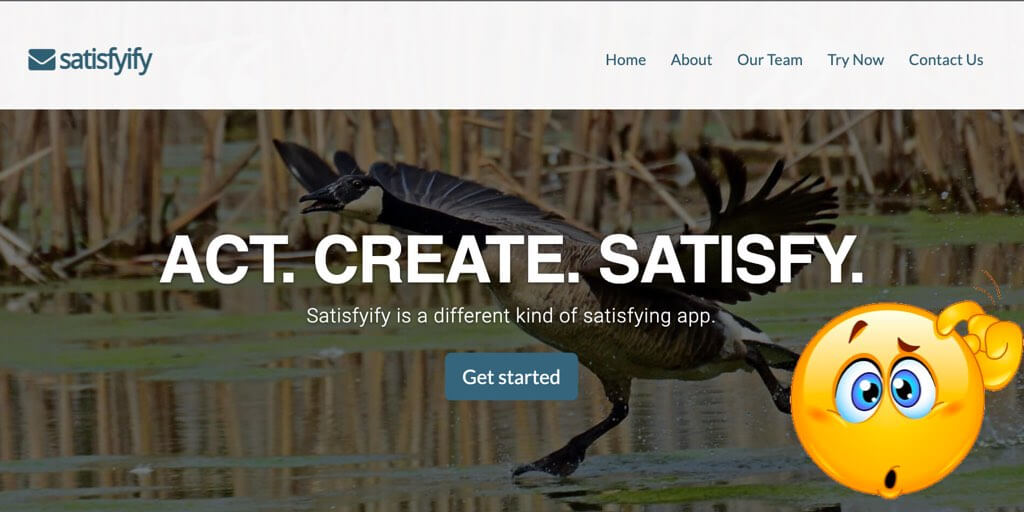 satisfyify
Home About Our Team Try Now Contact Us
ACT. CREATE. SATISFY.
Satisfyify is a different kind of satisfying app.
Get started